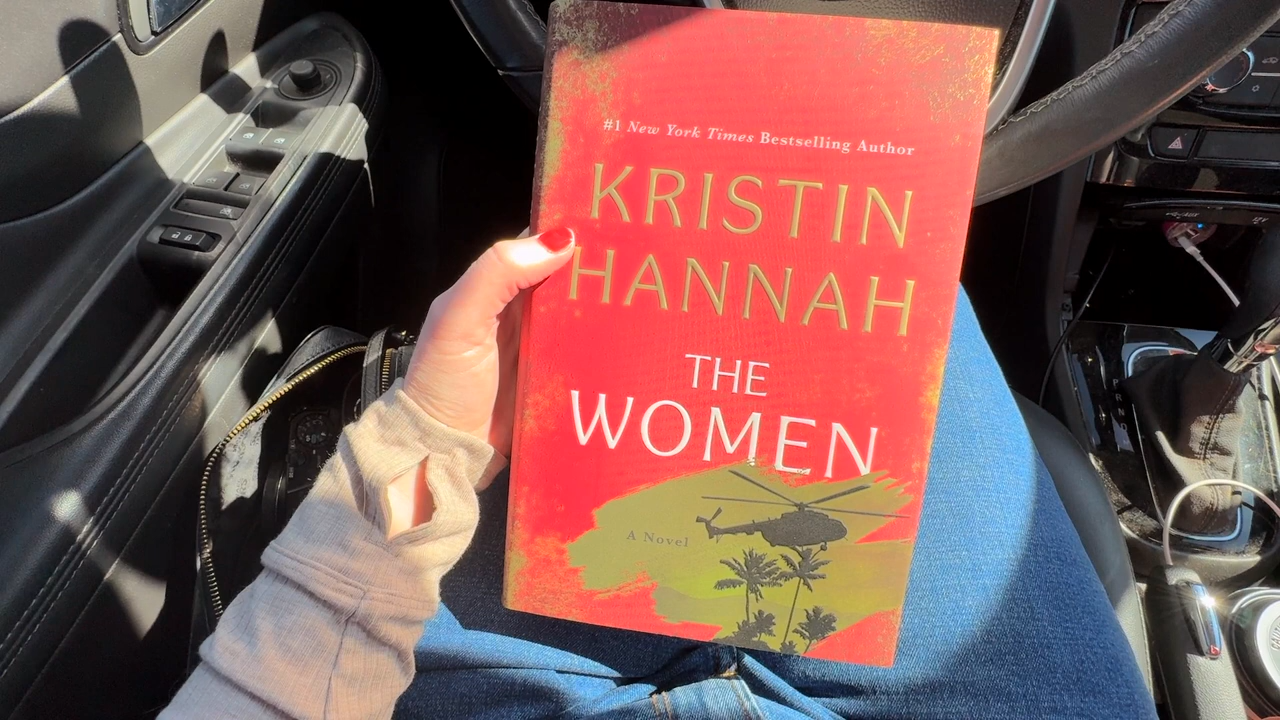 #1 New York Times Bestselling Author
KRISTIN
HANNAH
THE
WOMEN
A Novel